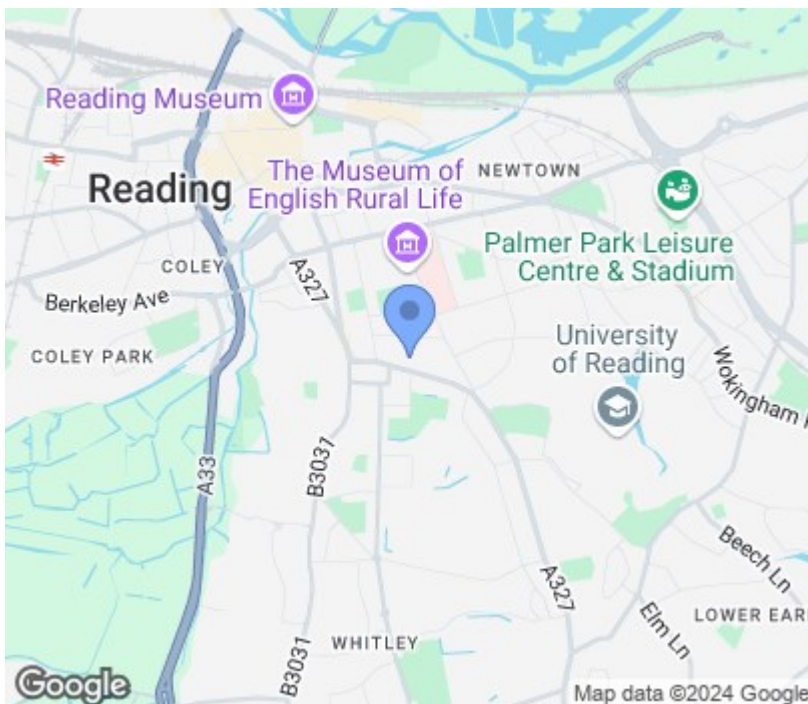 Reading Museum
The Museum of
English Rural Life
NEWTOWN
Reading
Palmer Park Leisure
Centre & Stadium
COLEY
A327
Berkeley Ave
COLEY PARK
University
of Reading
Wokingham
A33
B3031
A327
Beech Ln
Elm Ln
LOWER EAR
WHITLEY
B3031
Google
Map data ©2024 Google